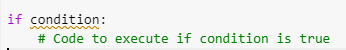 if condition:
    # Code to execute if condition is true